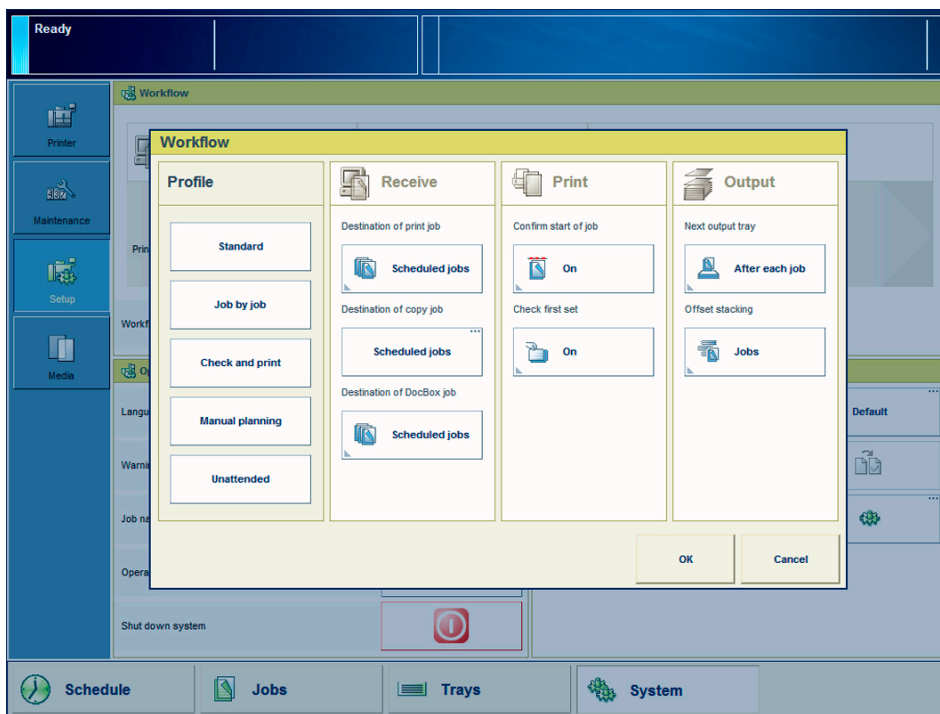 Ready
Workflow
Printer
Maintenance
Setup
Media
Workflow
Profile
Standard
Job by job
Check and print
Manual planning
Unattended
Receive
Destination of print job
Scheduled jobs
Destination of copy job
Scheduled jobs
Destination of DocBox job
Scheduled jobs
Print
Confirm start of job
On
Check first set
On
Output
Next output tray
After each job
Offset stacking
Jobs
OK
Cancel
Default
Shut down system
Schedule
Jobs
Trays
System